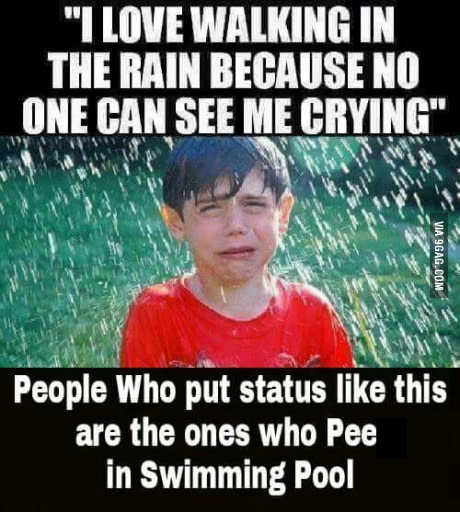 "I LOVE WALKING IN
THE RAIN BECAUSE NO
ONE CAN SEE ME CRYING"
VIA 9GAG.COM
People Who put status like this
are the ones who Pee
in Swimming Pool